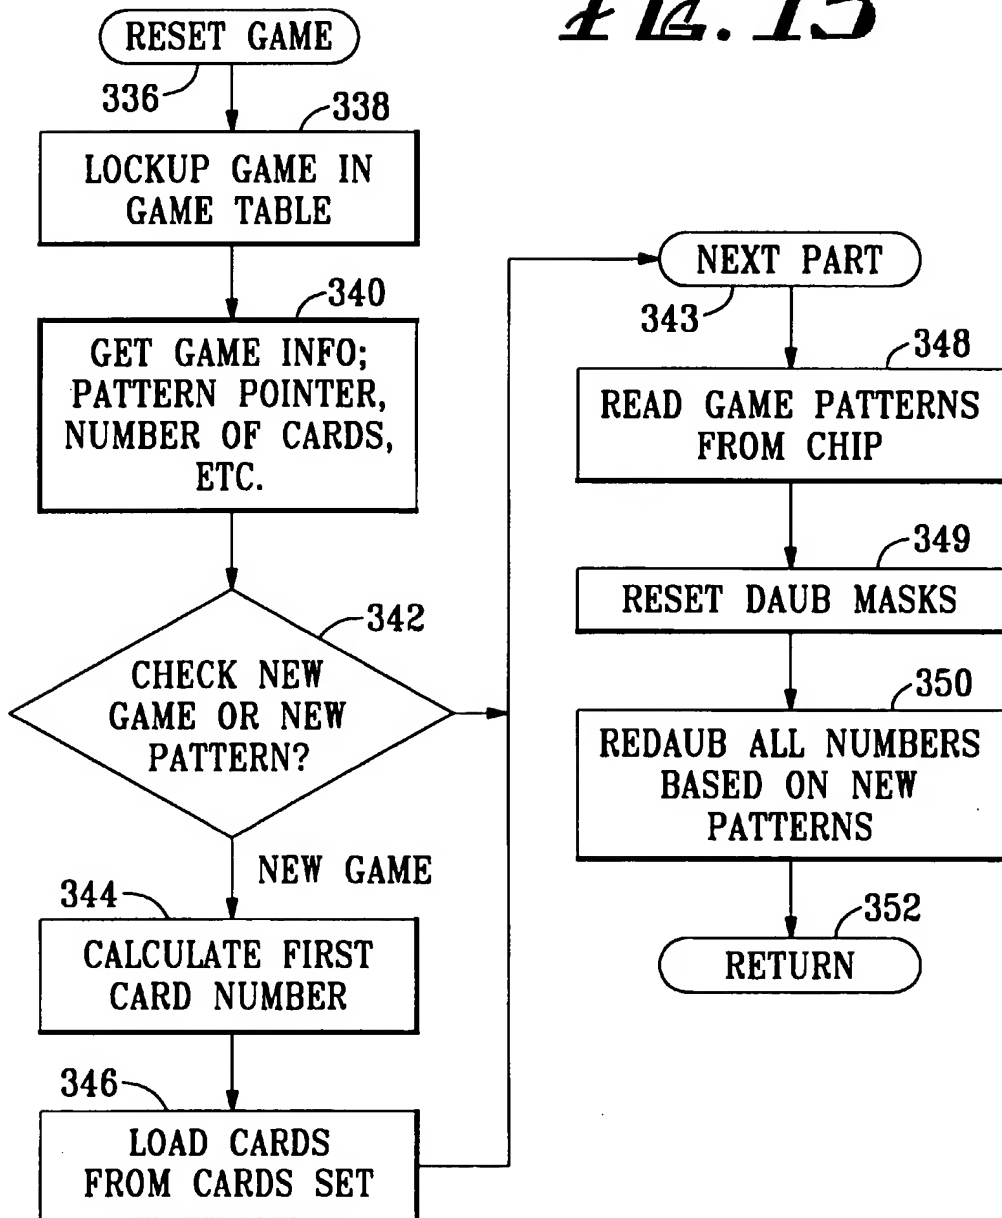 FIG. 15
RESET GAME
336
338
LOCKUP GAME IN
GAME TABLE
340
GET GAME INFO;
PATTERN POINTER,
NUMBER OF CARDS,
ETC.
342
CHECK NEW
GAME OR NEW
PATTERN?
NEW GAME
344
CALCULATE FIRST
CARD NUMBER
346
LOAD CARDS
FROM CARDS SET
NEXT PART
343
348
READ GAME PATTERNS
FROM CHIP
349
RESET DAUB MASKS
350
REDAUB ALL NUMBERS
BASED ON NEW
PATTERNS
352
RETURN